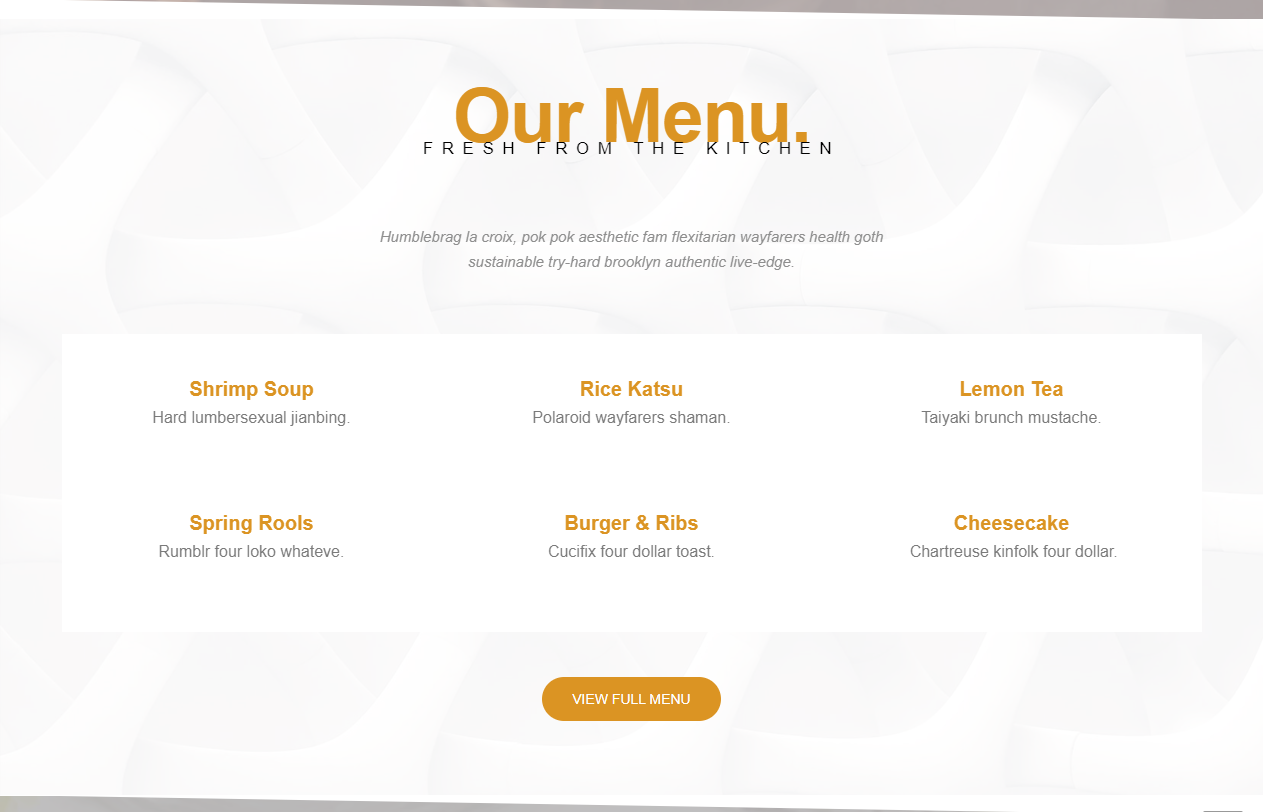 Our Menu.
FRESH FROM THE KITCHEN
Humblebrag la croix, pok pok aesthetic fam flexitarian wayfarers health goth
sustainable try-hard brooklyn authentic live-edge.
Shrimp Soup
Hard lumbersexual jianbing.
Rice Katsu
Polaroid wayfarers shaman.
Lemon Tea
Taiyaki brunch mustache.
Spring Rools
Rumblr four loko whateve.
Burger & Ribs
Cucifix four dollar toast.
Cheesecake
Chartreuse kinfolk four dollar.
VIEW FULL MENU